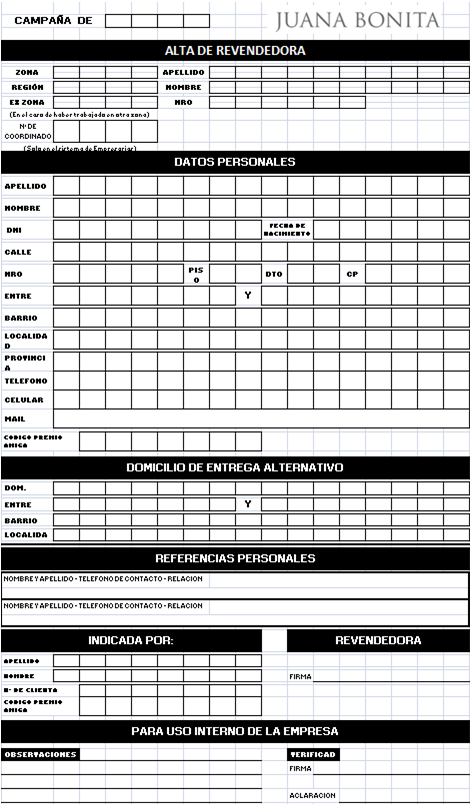 CAMPAÑA DE
JUANA BONITA
ALTA DE REVENDEDORA
ZONA APELLIDO
REGIÓN NOMBRE
EX ZONA NRO
(En el caso de haber trabajado en otra zona)
Nº DE
COORDINADO
(Solo en el sistema de Empresarias)
DATOS PERSONALES
APELLIDO
NOMBRE
DNI FECHA DE
NACIMIENTO
CALLE
NRO PIS
O DTO CP
ENTRE Y
BARRIO
LOCALIDA
D
PROVINCI
A
TELEFONO
CELULAR
MAIL
CODIGO PREMIO
AMIGA
DOMICILIO DE ENTREGA ALTERNATIVO
DOM.
ENTRE Y
BARRIO
LOCALIDA
REFERENCIAS PERSONALES
NOMBRE Y APELLIDO - TELEFONO DE CONTACTO - RELACION
NOMBRE Y APELLIDO - TELEFONO DE CONTACTO - RELACION
INDICADA POR: REVENDEDORA
APELLIDO
NOMBRE FIRMA
Nº DE CLIENTA
CODIGO PREMIO
AMIGA
PARA USO INTERNO DE LA EMPRESA
OBSERVACIONES VERIFICAD
FIRMA
ACLARACION